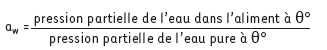 a_w = pression partielle de l'eau dans l'aliment à θ°
pression partielle de l'eau pure à θ°